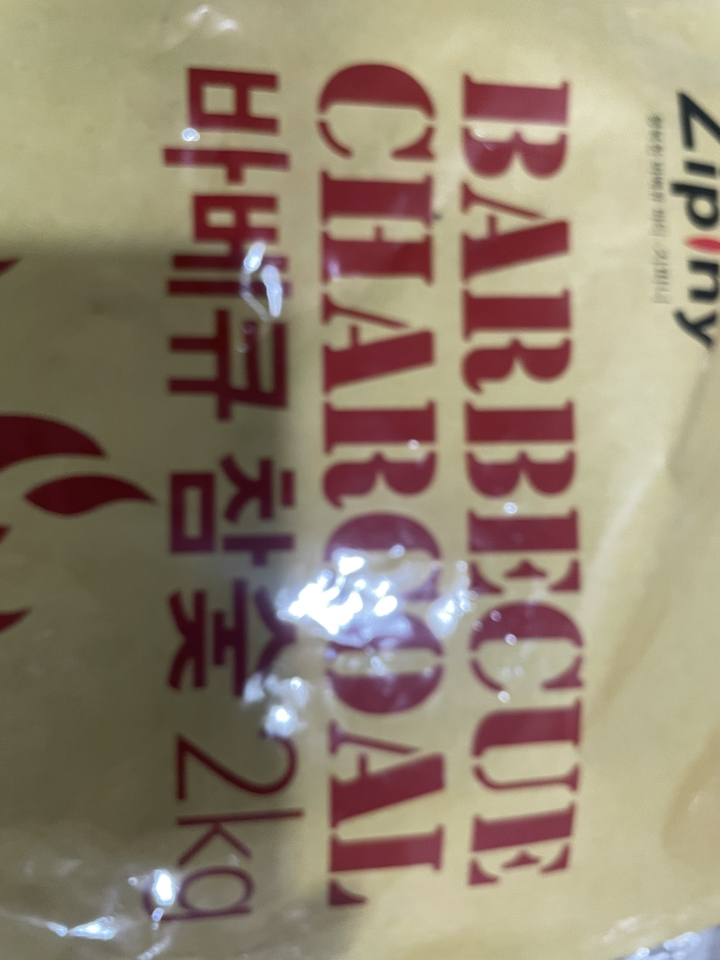 Zipiny
BARBECUE
CHARCOAL
바베큐 참숯 2kg